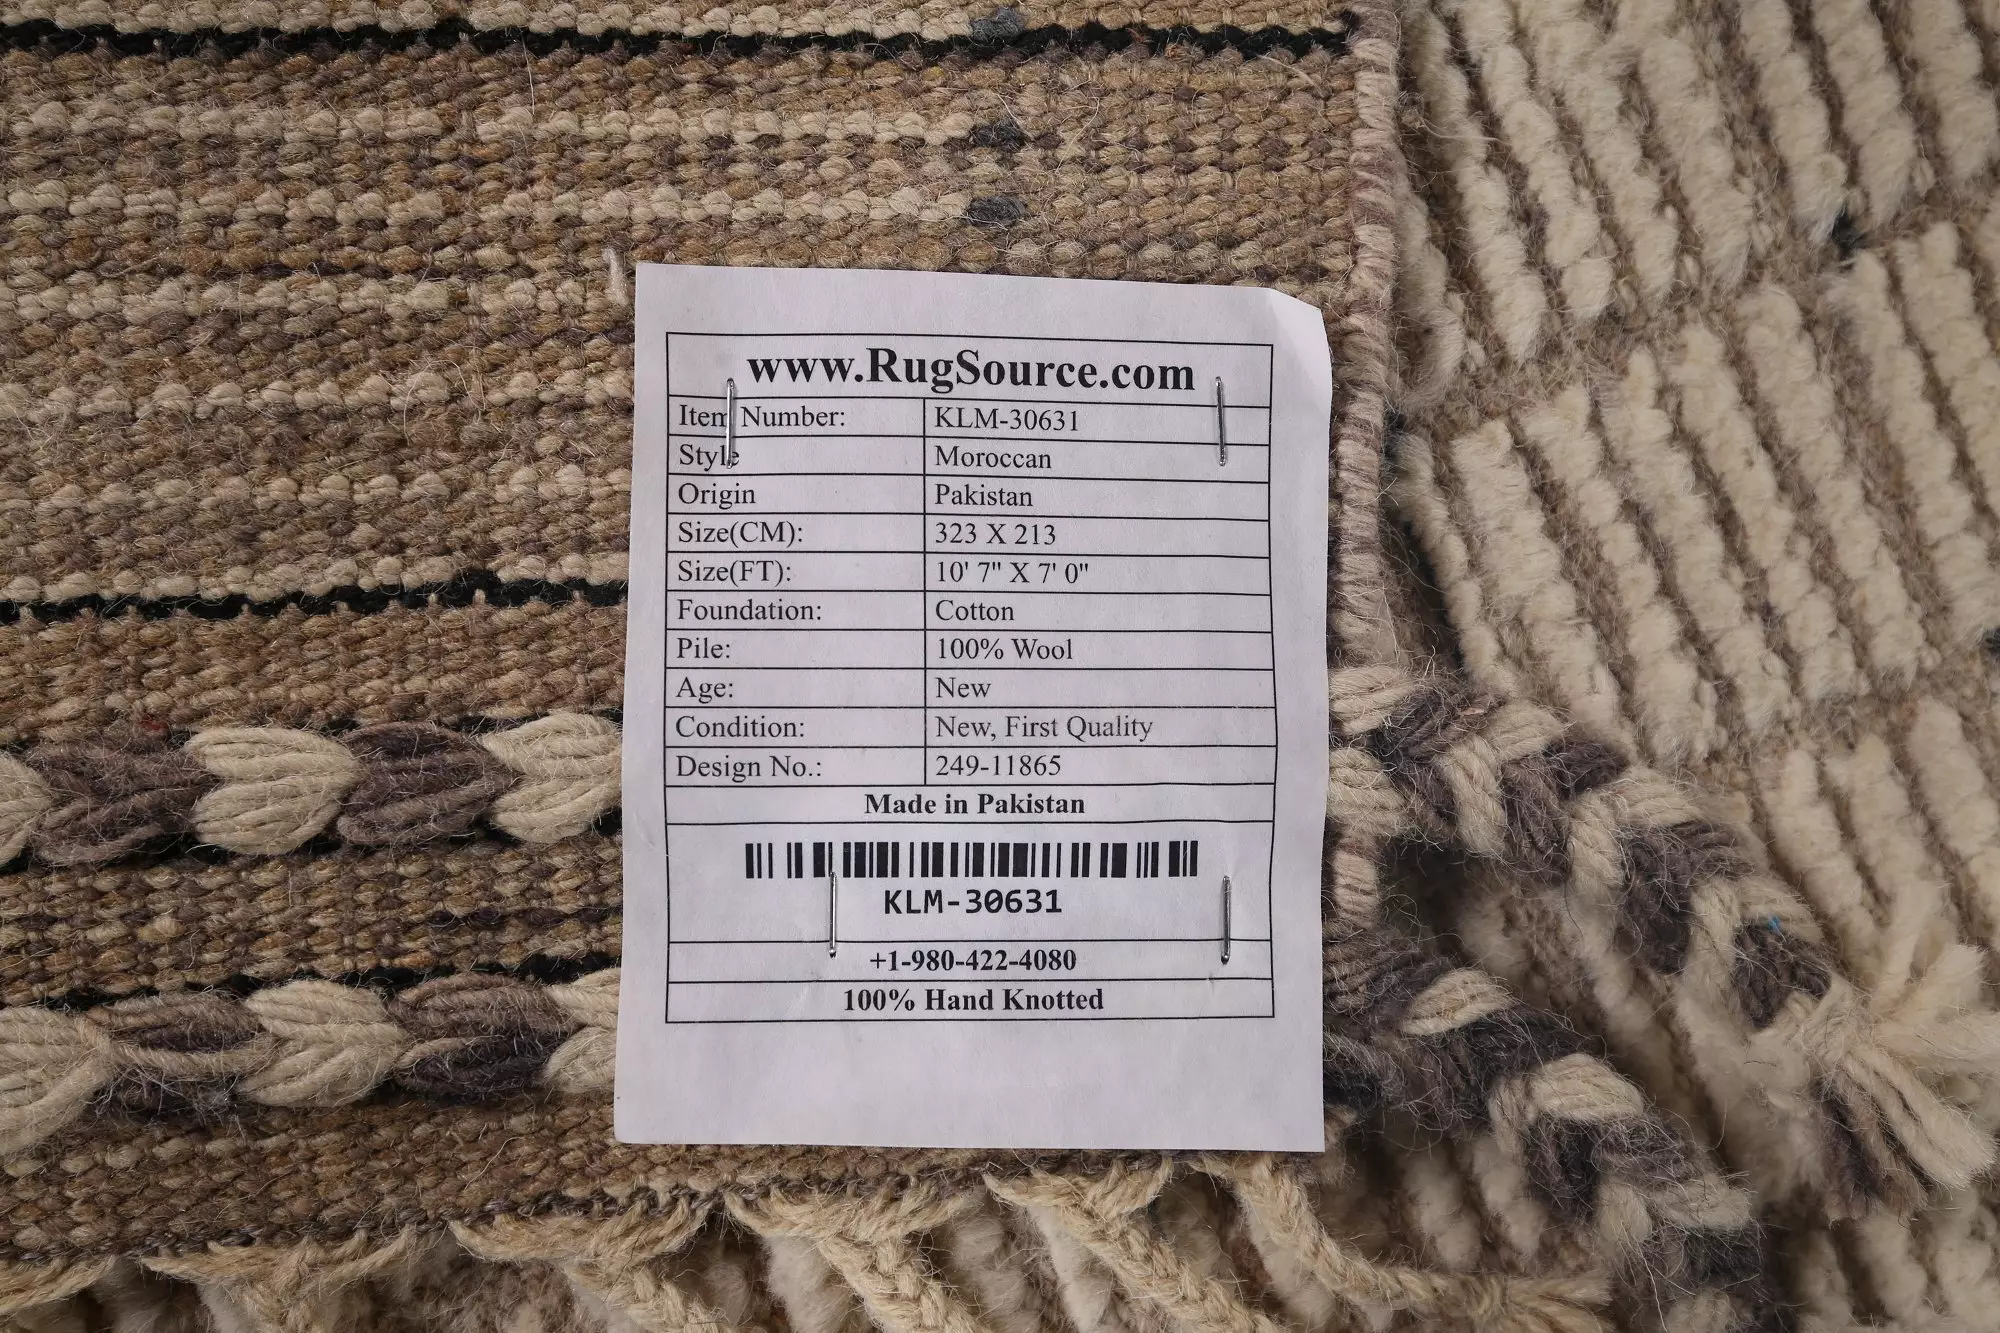 www.RugSource.com
Item Number: KLM-30631
Style Moroccan
Origin Pakistan
Size(CM): 323 X 213
Size(FT): 10' 7" X 7' 0"
Foundation: Cotton
Pile: 100% Wool
Age: New
Condition: New, First Quality
Design No.: 249-11865
Made in Pakistan
KLM-30631
+1-980-422-4080
100% Hand Knotted